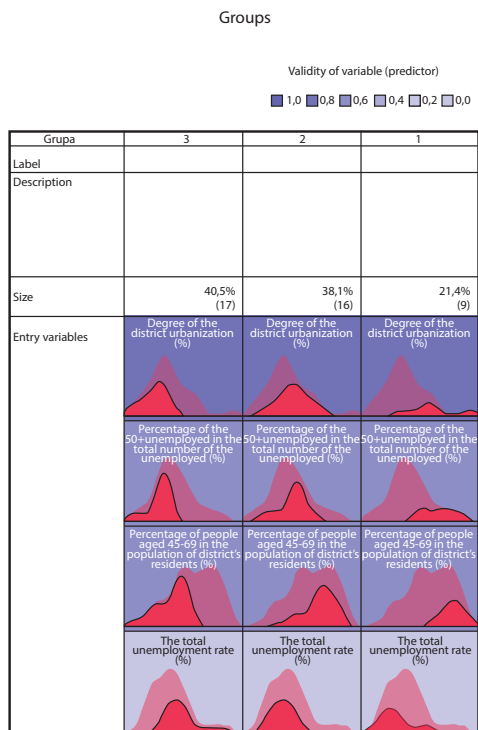 Groups
Validity of variable (predictor)
1,0 0,8 0,6 0,4 0,2 0,0
Grupa 3 2 1
Label
Description
Size
40,5% 38,1% 21,4%
(17) (16) (9)
Entry variables
Degree of the Degree of the Degree of the
district urbanization district urbanization district urbanization
(%) (%) (%)
Percentage of the Percentage of the Percentage of the
50+unemployed in the 50+unemployed in the 50+unemployed in the
total number of the total number of the total number of the
unemployed (%) unemployed (%) unemployed (%)
Percentage of people Percentage of people Percentage of people
aged 45-69 in the aged 45-69 in the aged 45-69 in the
population of district's population of district's population of district's
residents (%) residents (%) residents (%)
The total The total The total
unemployment rate unemployment rate unemployment rate
(%) (%) (%)